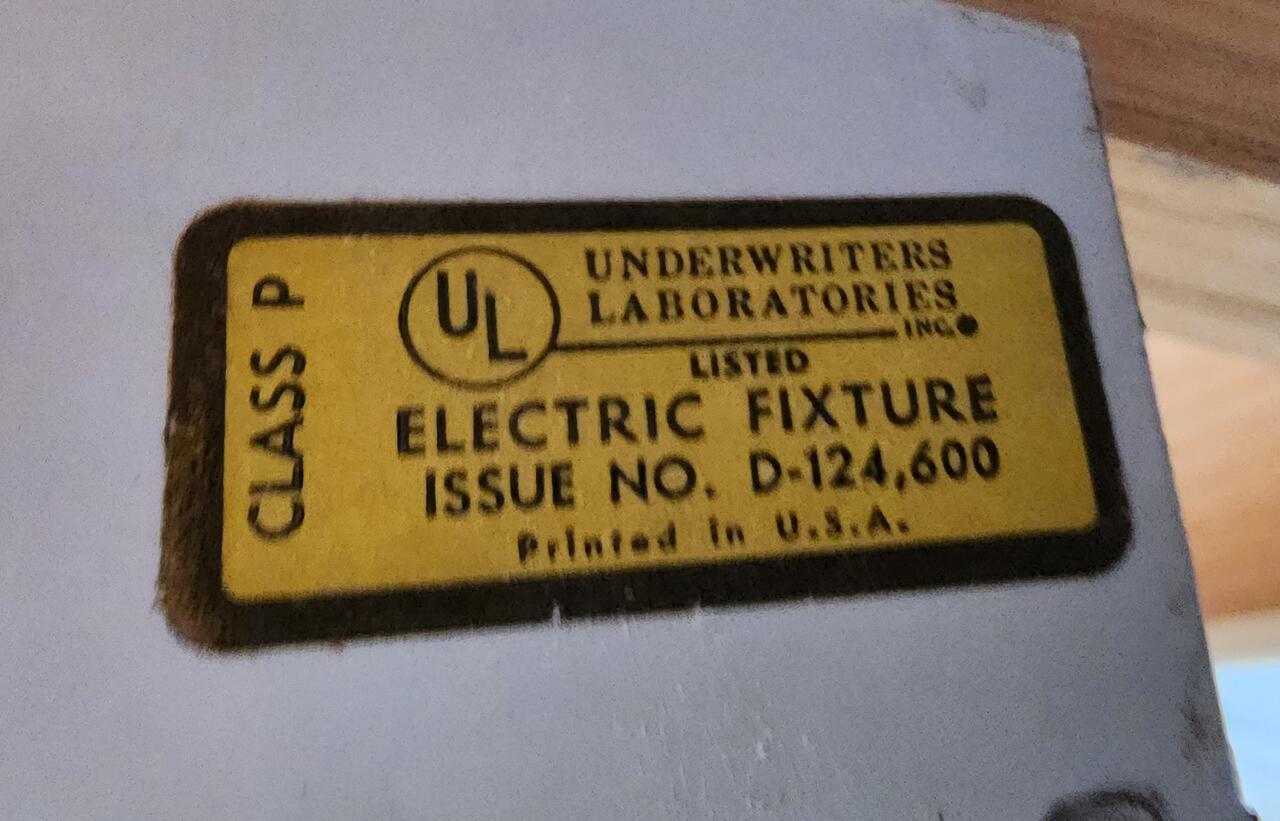 CLASS P
UL
UNDERWRITERS
LABORATORIES
INC.®
LISTED
ELECTRIC FIXTURE
ISSUE NO. D-124,600
Printed in U.S.A.